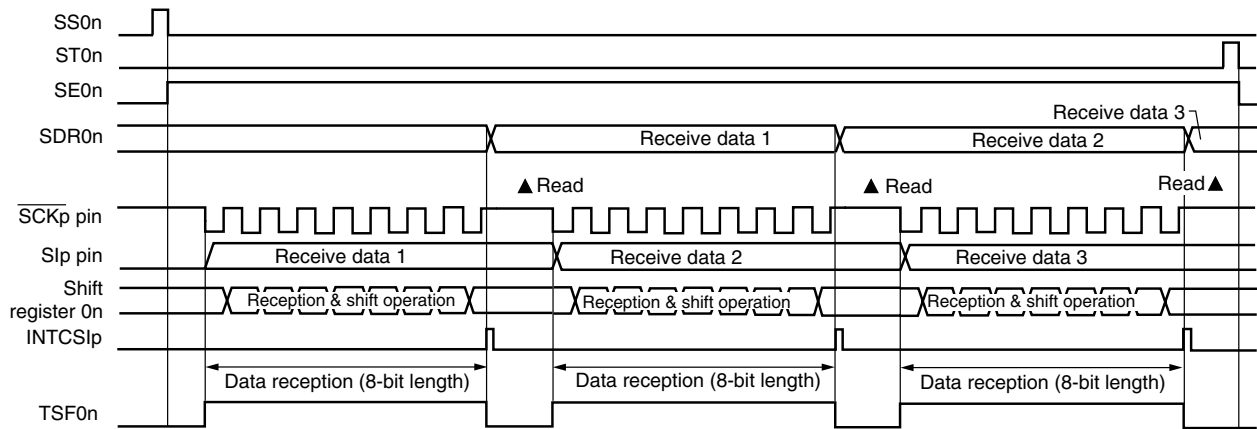 SS0n
ST0n
SE0n
Receive data 3
SDR0n
Receive data 1
Receive data 2
▲ Read
▲ Read
Read ▲
SCKp pin
SIp pin
Receive data 1
Receive data 2
Receive data 3
Shift
register 0n
Reception & shift operation
Reception & shift operation
Reception & shift operation
INTCSIp
Data reception (8-bit length)
Data reception (8-bit length)
Data reception (8-bit length)
TSF0n